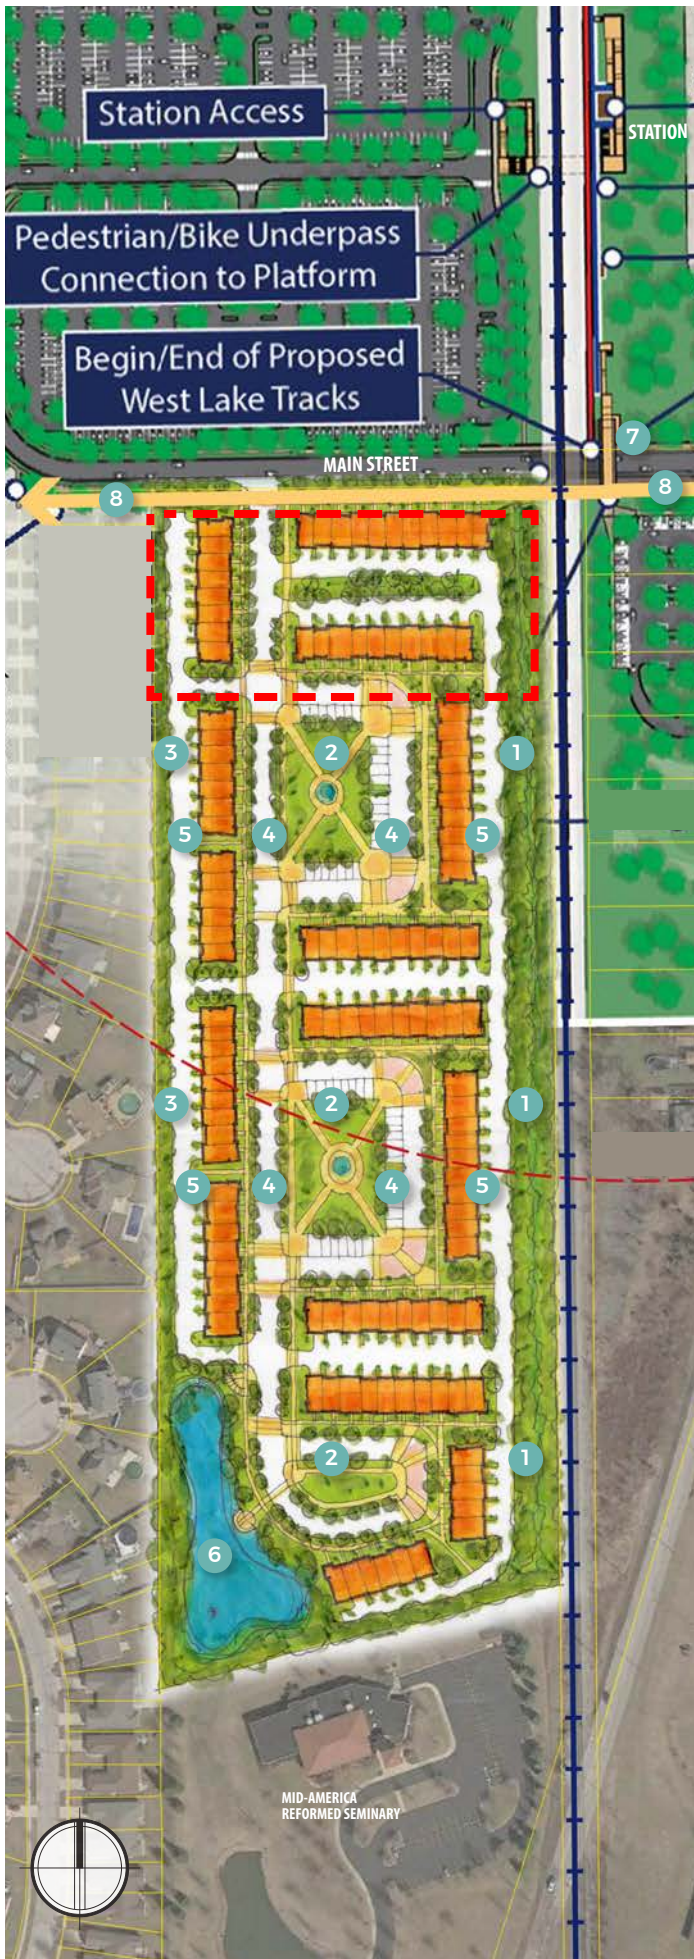 Station Access
STATION
Pedestrian/Bike Underpass
Connection to Platform
Begin/End of Proposed
West Lake Tracks
7
MAIN STREET
8
8
3
2
1
5
4
4
5
3
2
1
5
4
4
5
2
1
6
MID-AMERICA
REFORMED SEMINARY